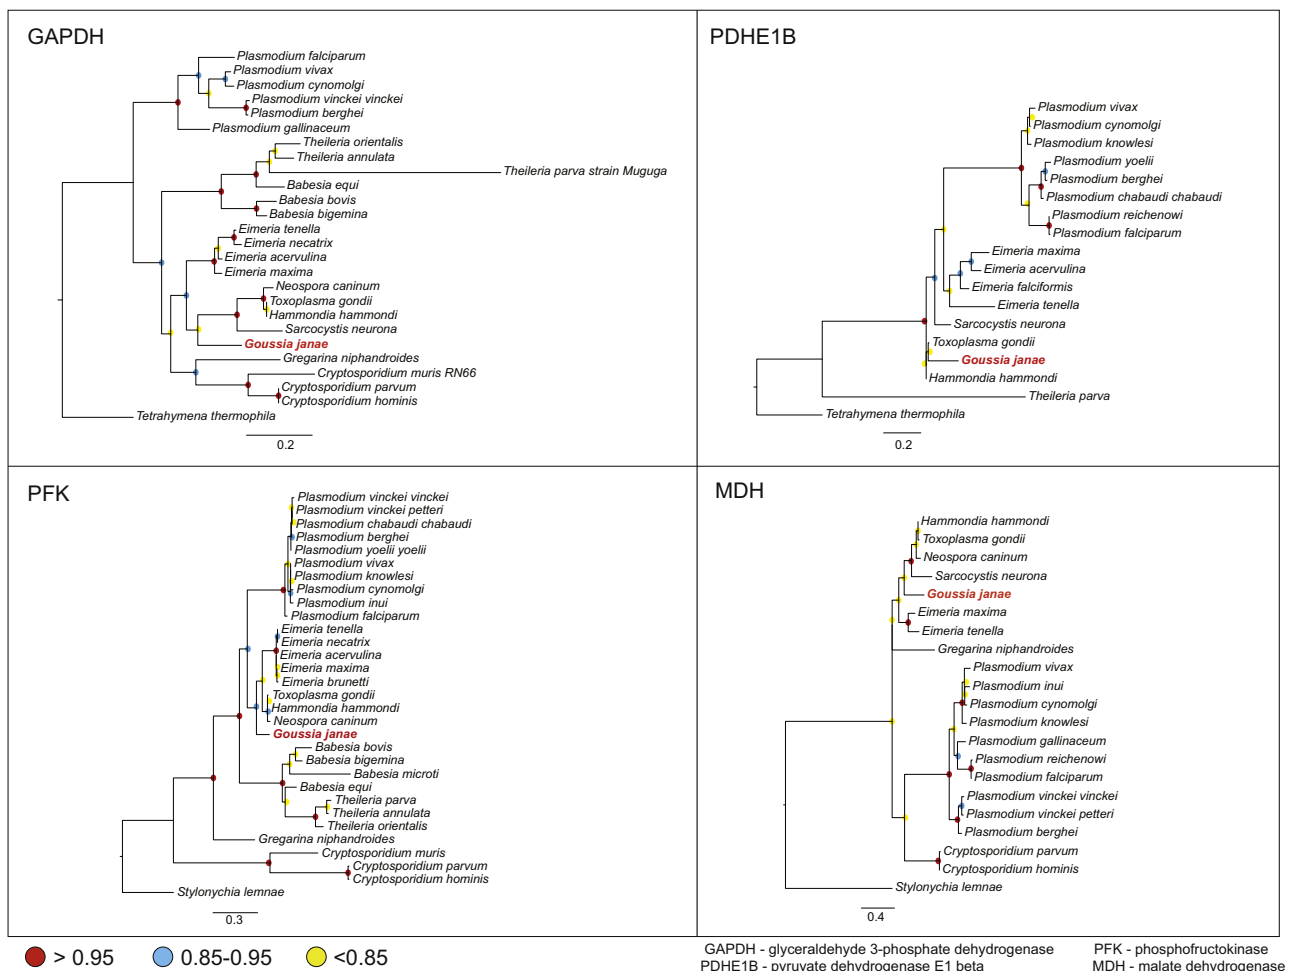 GAPDH
Plasmodium falciparum
Plasmodium vivax
Plasmodium cynomolgi
Plasmodium vinckei vinckei
Plasmodium berghei
Plasmodium gallinaceum
Theileria orientalis
Theileria annulata
Theileria parva strain Muguga
Babesia equi
Babesia bovis
Babesia bigemina
Eimeria tenella
Eimeria necatrix
Eimeria acervulina
Eimeria maxima
Neospora caninum
Toxoplasma gondii
Hammondia hammondi
Sarcocystis neurona
Goussia janae
Gregarina niphandroides
Cryptosporidium muris RN66
Cryptosporidium parvum
Cryptosporidium hominis
Tetrahymena thermophila
0.2
PDHE1B
Plasmodium vivax
Plasmodium cynomolgi
Plasmodium knowlesi
Plasmodium yoelii
Plasmodium berghei
Plasmodium chabaudi chabaudi
Plasmodium reichenowi
Plasmodium falciparum
Eimeria maxima
Eimeria acervulina
Eimeria falciformis
Eimeria tenella
Sarcocystis neurona
Toxoplasma gondii
Goussia janae
Hammondia hammondi
Theileria parva
Tetrahymena thermophila
0.2
PFK
Plasmodium vinckei vinckei
Plasmodium vinckei petteri
Plasmodium chabaudi chabaudi
Plasmodium berghei
Plasmodium yoelii yoelii
Plasmodium vivax
Plasmodium knowlesi
Plasmodium cynomolgi
Plasmodium inui
Plasmodium falciparum
Eimeria tenella
Eimeria necatrix
Eimeria acervulina
Eimeria maxima
Eimeria brunetti
Toxoplasma gondii
Hammondia hammondi
Neospora caninum
Goussia janae
Babesia bovis
Babesia bigemina
Babesia microti
Babesia equi
Theileria parva
Theileria annulata
Theileria orientalis
Gregarina niphandroides
Cryptosporidium muris
Cryptosporidium parvum
Cryptosporidium hominis
Stylonychia lemnae
0.3
MDH
Hammondia hammondi
Toxoplasma gondii
Neospora caninum
Sarcocystis neurona
Goussia janae
Eimeria maxima
Eimeria tenella
Gregarina niphandroides
Plasmodium vivax
Plasmodium inui
Plasmodium cynomolgi
Plasmodium knowlesi
Plasmodium gallinaceum
Plasmodium reichenowi
Plasmodium falciparum
Plasmodium vinckei vinckei
Plasmodium vinckei petteri
Plasmodium berghei
Cryptosporidium parvum
Cryptosporidium hominis
Stylonychia lemnae
0.4
> 0.95 0.85-0.95 <0.85
GAPDH - glyceraldehyde 3-phosphate dehydrogenase PFK - phosphofructokinase
PDHE1B - pyruvate dehydrogenase E1 beta MDH - malate dehydrogenase